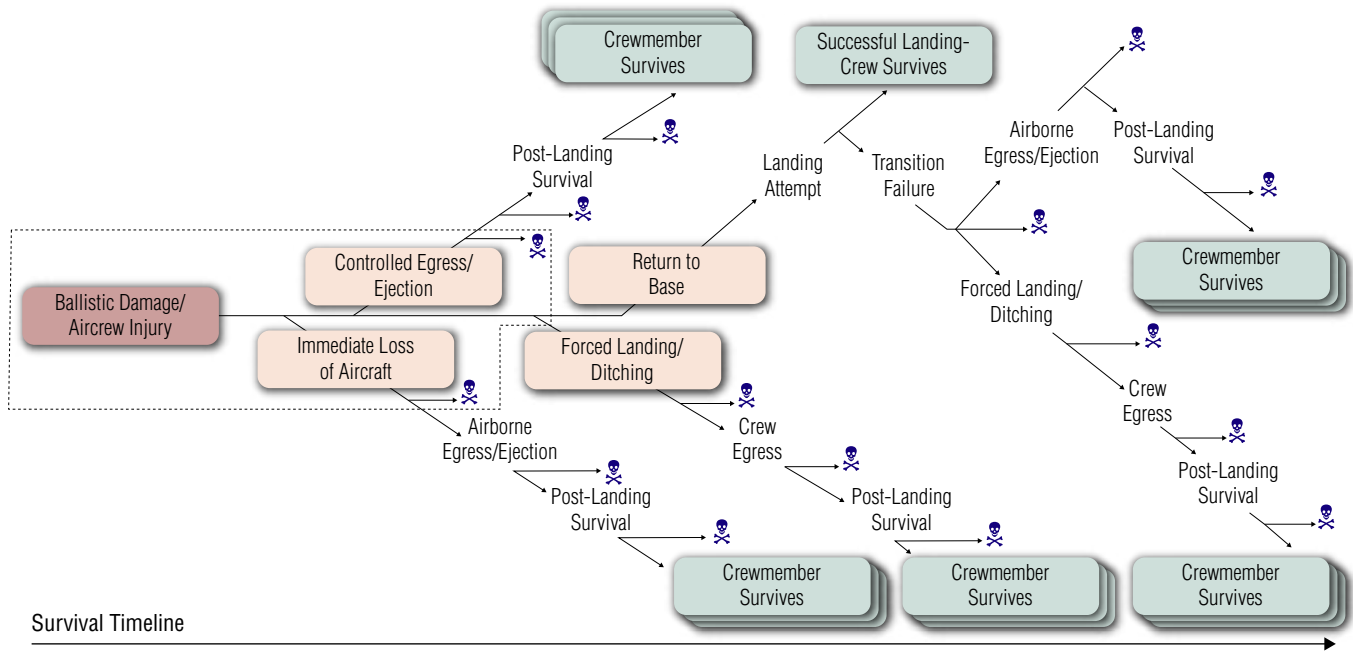 Crewmember
Survives
Successful Landing-
Crew Survives
Post-Landing
Survival
Landing
Attempt
Transition
Failure
Airborne
Egress/Ejection
Post-Landing
Survival
Ballistic Damage/
Aircrew Injury
Controlled Egress/
Ejection
Return to
Base
Crewmember
Survives
Forced Landing/
Ditching
Immediate Loss
of Aircraft
Forced Landing/
Ditching
Airborne
Egress/Ejection
Crew
Egress
Crew
Egress
Post-Landing
Survival
Post-Landing
Survival
Post-Landing
Survival
Crewmember
Survives
Crewmember
Survives
Crewmember
Survives
Survival Timeline